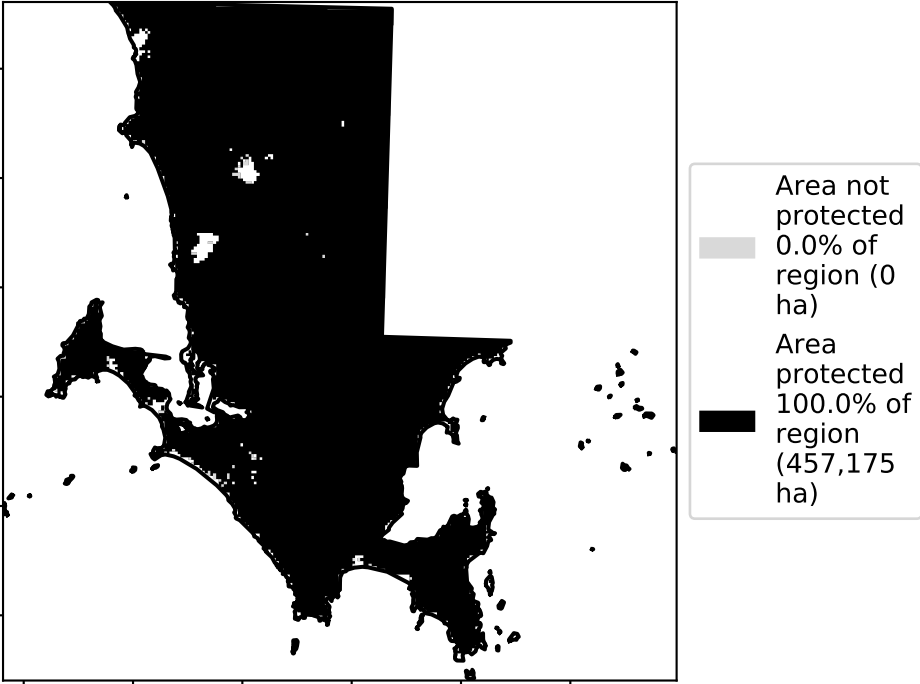 Area not
protected
0.0% of
region (0
ha)
Area
protected
100.0% of
region
(457,175
ha)